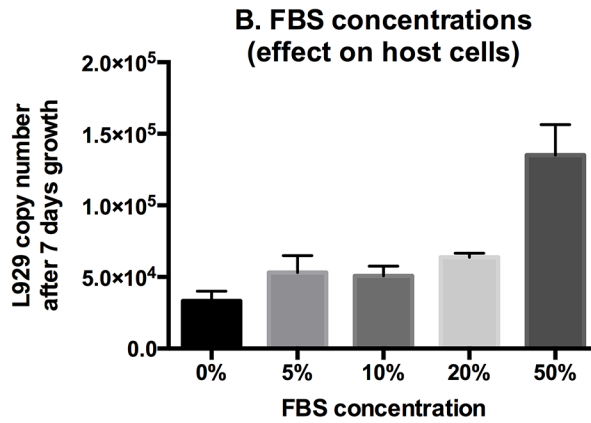 B. FBS concentrations
(effect on host cells)
L929 copy number
after 7 days growth
2.0×10⁵
1.5×10⁵
1.0×10⁵
5.0×10⁴
0.0
0% 5% 10% 20% 50%
FBS concentration